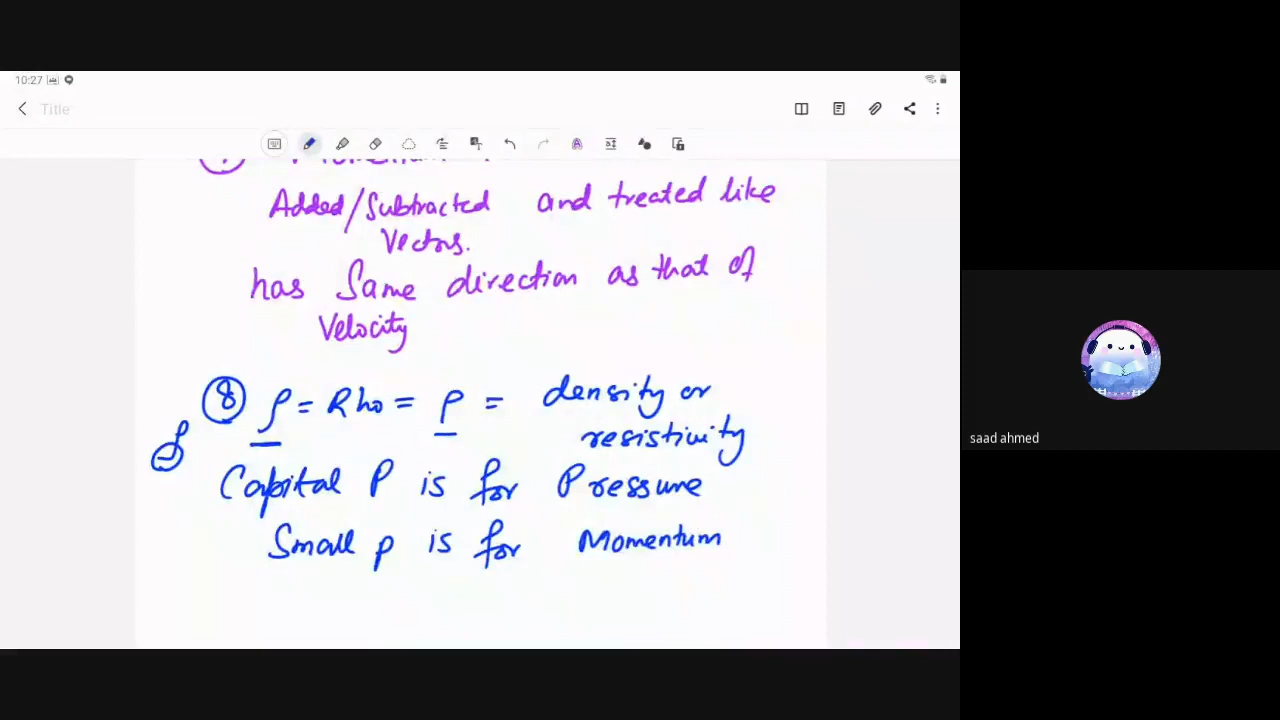 10:27
Title
Momentum
Added/Subtracted and treated like
Vectors.
has Same direction as that of
Velocity
⑧ ρ = Rho = ρ = density or
resistivity
Capital P is for Pressure
Small p is for Momentum
saad ahmed